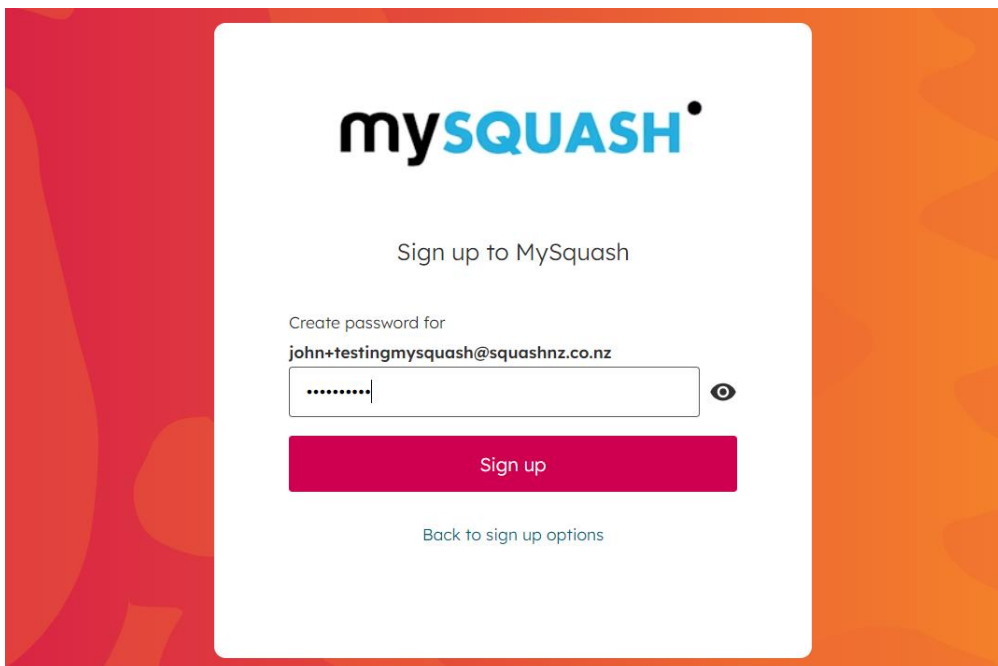 mySQUASH
Sign up to MySquash
Create password for
john+testingmysquash@squashnz.co.nz
••••••••••
Sign up
Back to sign up options